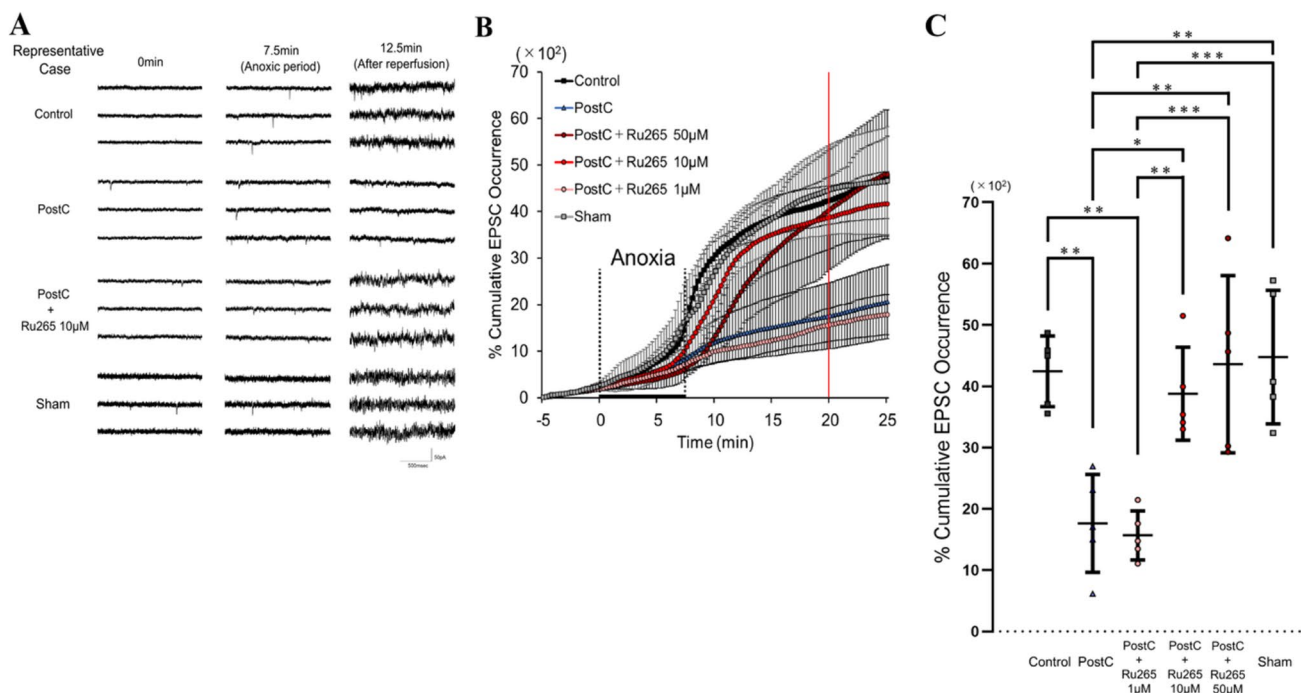 A
Representative
Case
0min
7.5min
(Anoxic period)
12.5min
(After reperfusion)
Control
PostC
PostC
+
Ru265 10μM
Sham
50pA
500msec
B
(×10²)
% Cumulative EPSC Occurrence
70
60
50
40
30
20
10
0
Control
PostC
PostC+Ru265 50μM
PostC+Ru265 10μM
PostC+Ru265 1μM
Sham
Anoxia
-5 0 5 10 15 20 25
Time (min)
C
(×10²)
% Cumulative EPSC Occurrence
70
60
50
40
30
20
10
0
**
***
**
***
*
**
**
**
Control
PostC
PostC
+
Ru265
1μM
PostC
+
Ru265
10μM
PostC
+
Ru265
50μM
Sham